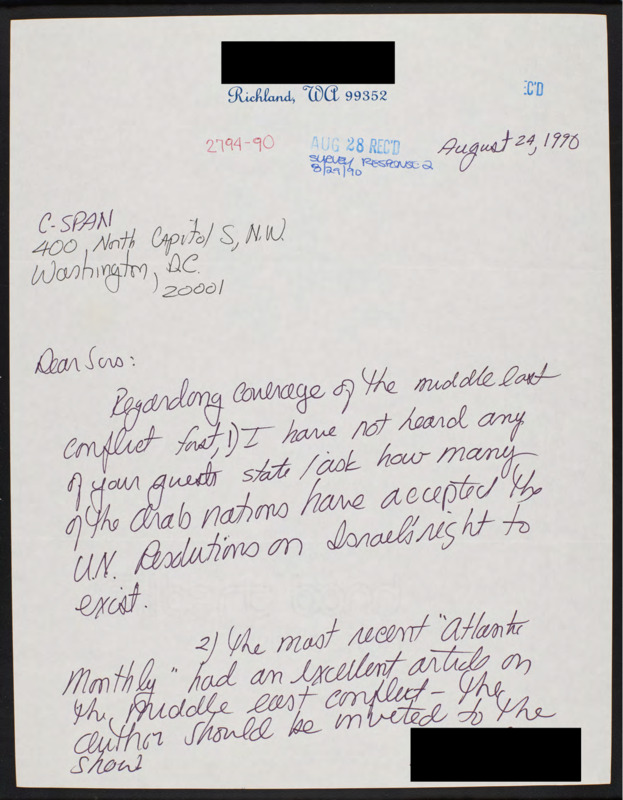 Richland, WA 99352
EC'D
2794-90
AUG 28 REC'D
August 24, 1990
SURVEY RESPONSE 2
8/29/90
C-SPAN
400 North Capitol S, N.W.
Washington, D.C.
20001
Dear Sirs:
Regarding coverage of the middle east
conflict first, 1) I have not heard any
of your guests state / ask how many
of the Arab nations have accepted the
U.N. Resolutions on Israel's right to
exist.
2) The most recent "Atlantic
Monthly" had an excellent article on
the middle east conflict - the
author should be invited to the
show